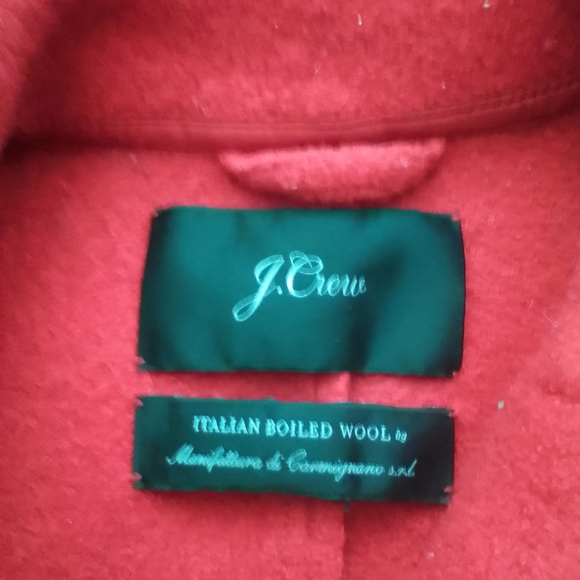 J.Crew
ITALIAN BOILED WOOL by
Manifattura di Carmignano s.r.l.